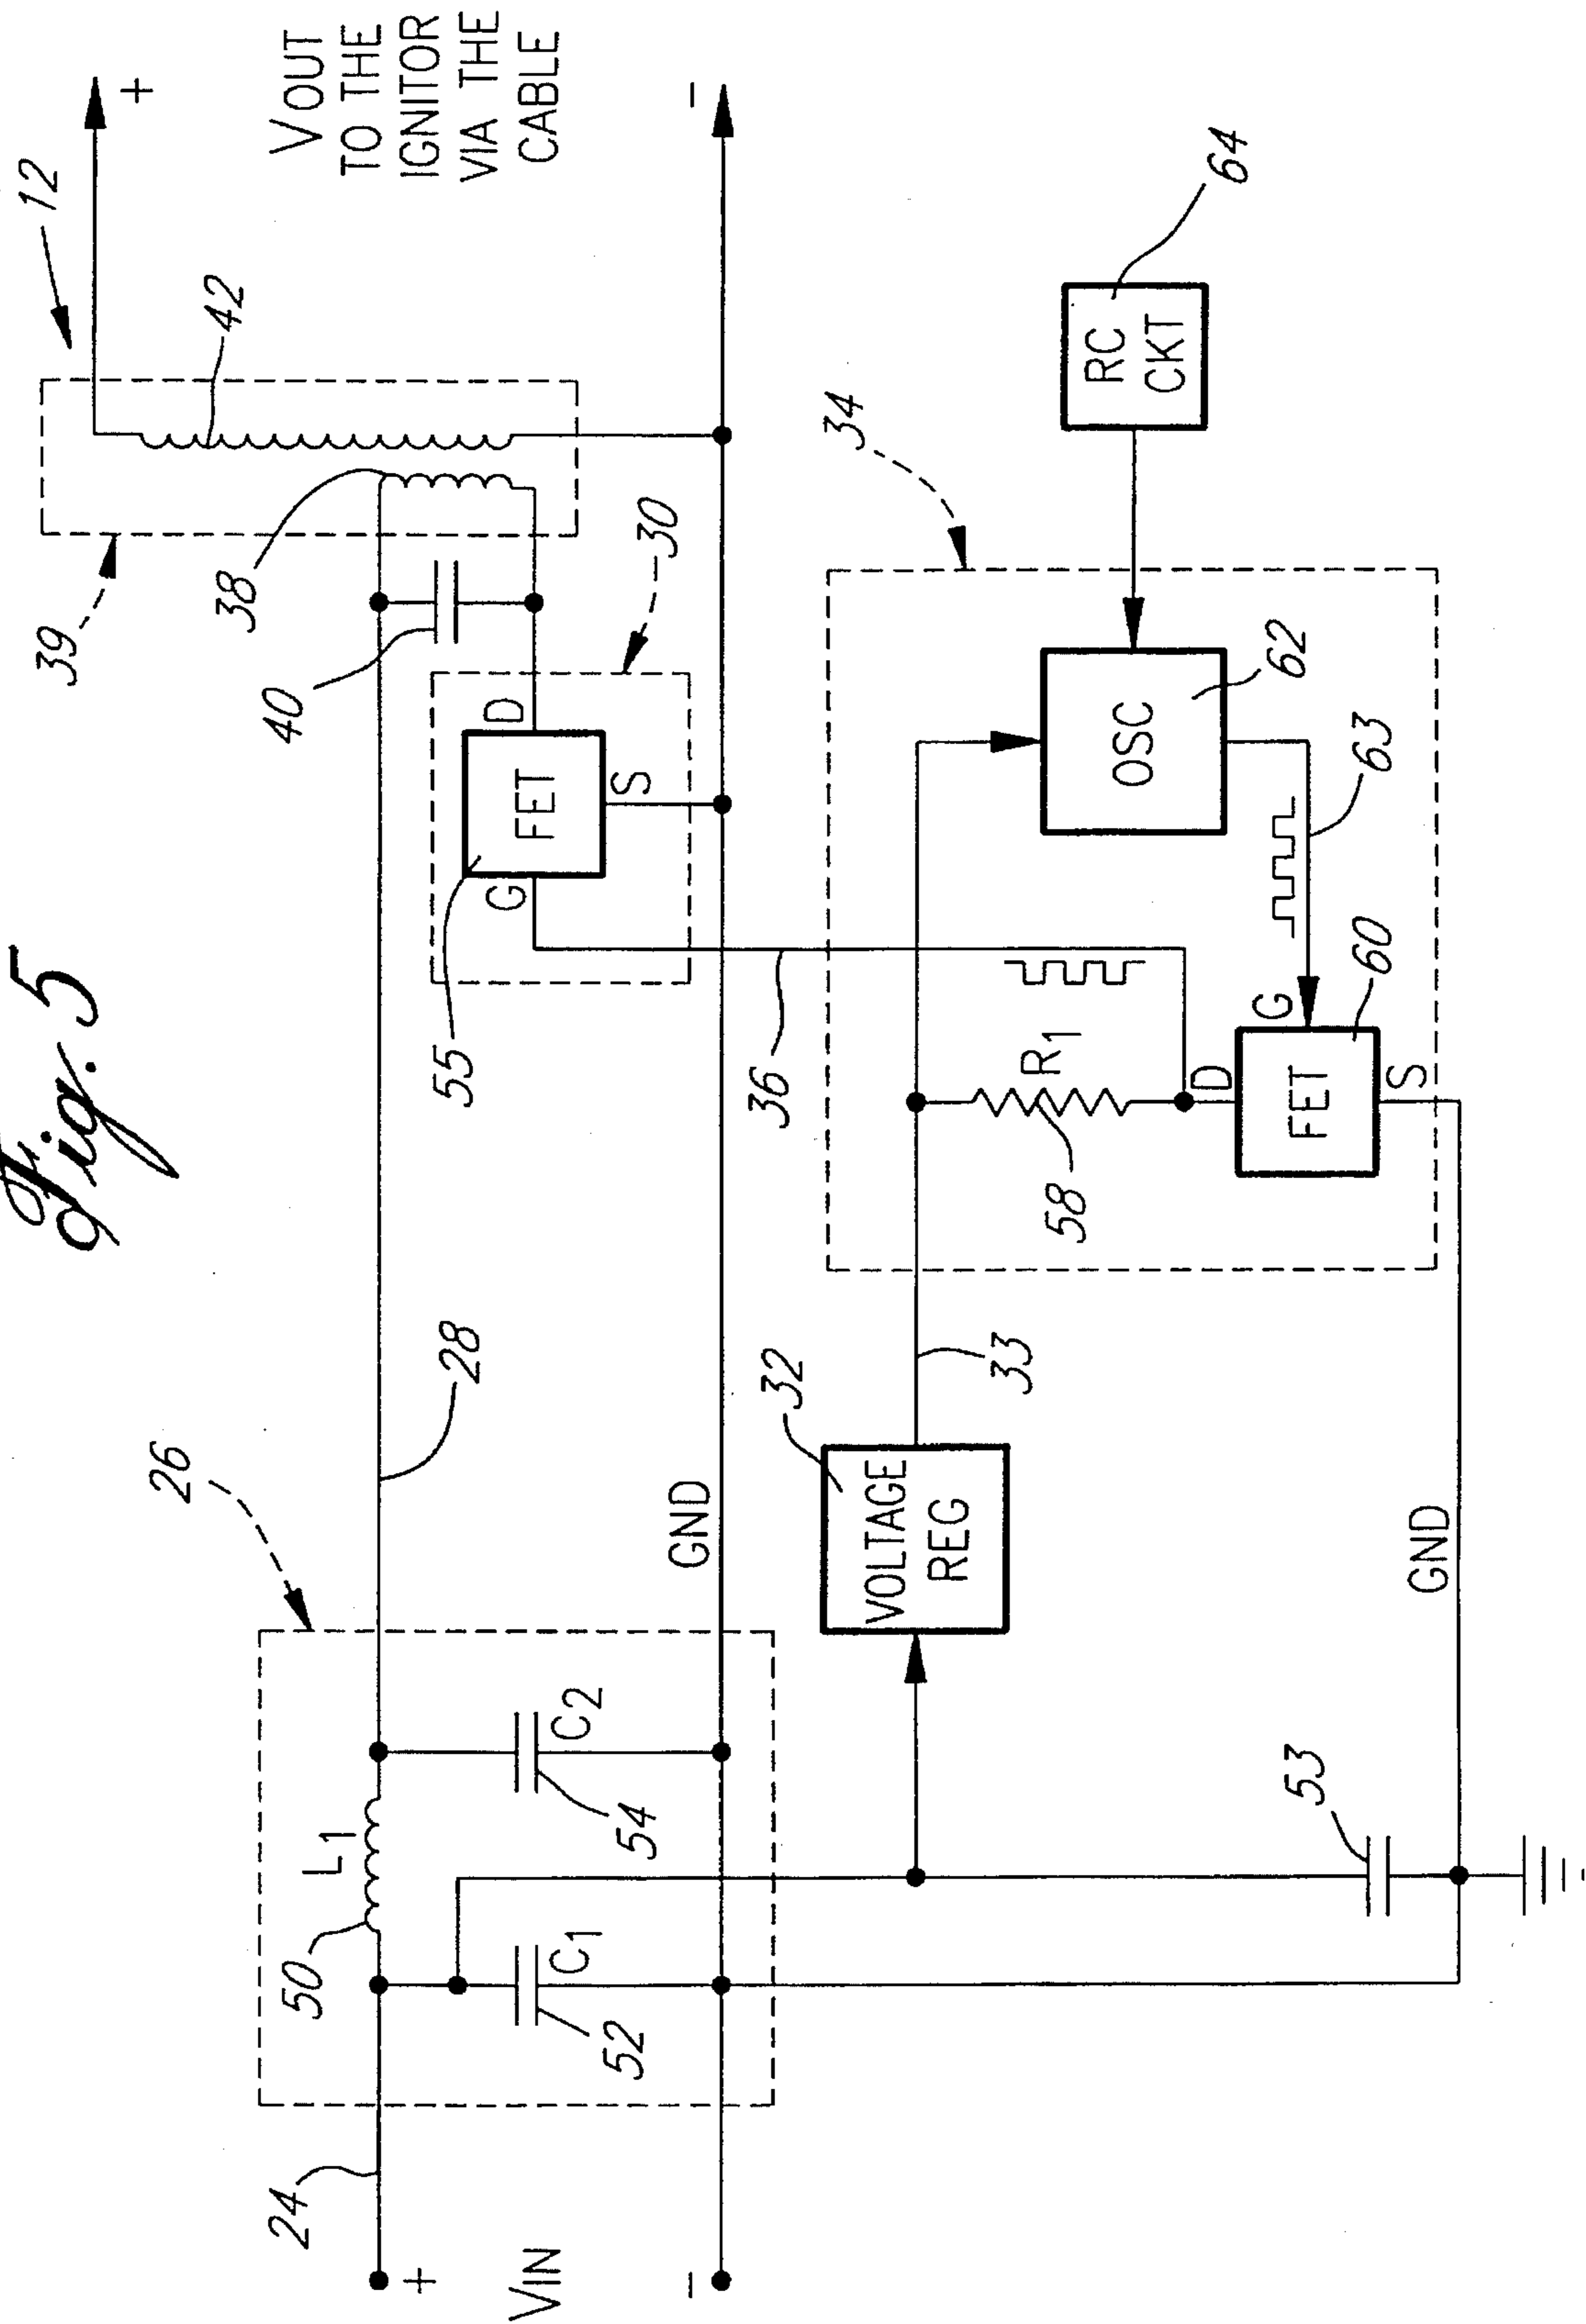 Fig. 5
12
+
VOUT
TO THE
IGNITOR
VIA THE
CABLE
-
39
38
42
40
30
D
FET
G
S
55
26
28
L1
50
C2
54
C1
52
GND
24
+
VIN
-
34
RC
CKT
64
OSC
62
63
36
R1
58
G
D
FET
S
60
32
VOLTAGE
REG
33
53
GND